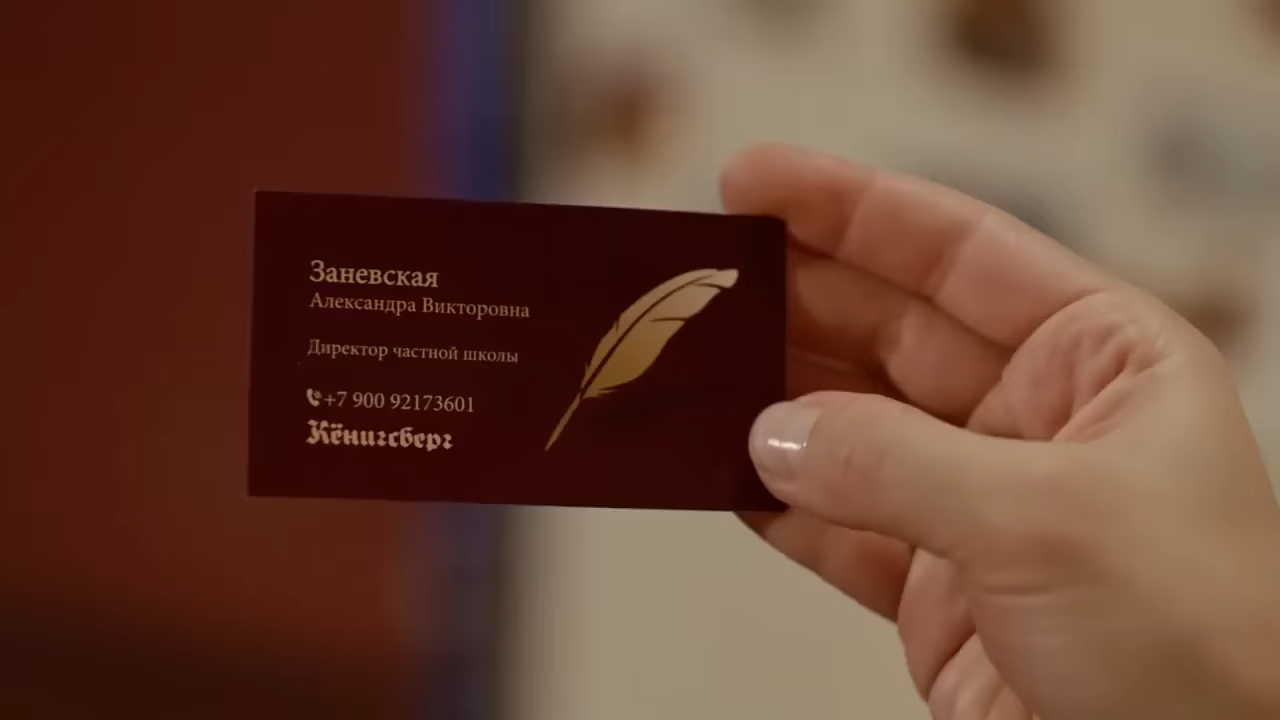 Заневская
Александра Викторовна
Директор частной школы
+7 900 92173601
Кёнигсберг